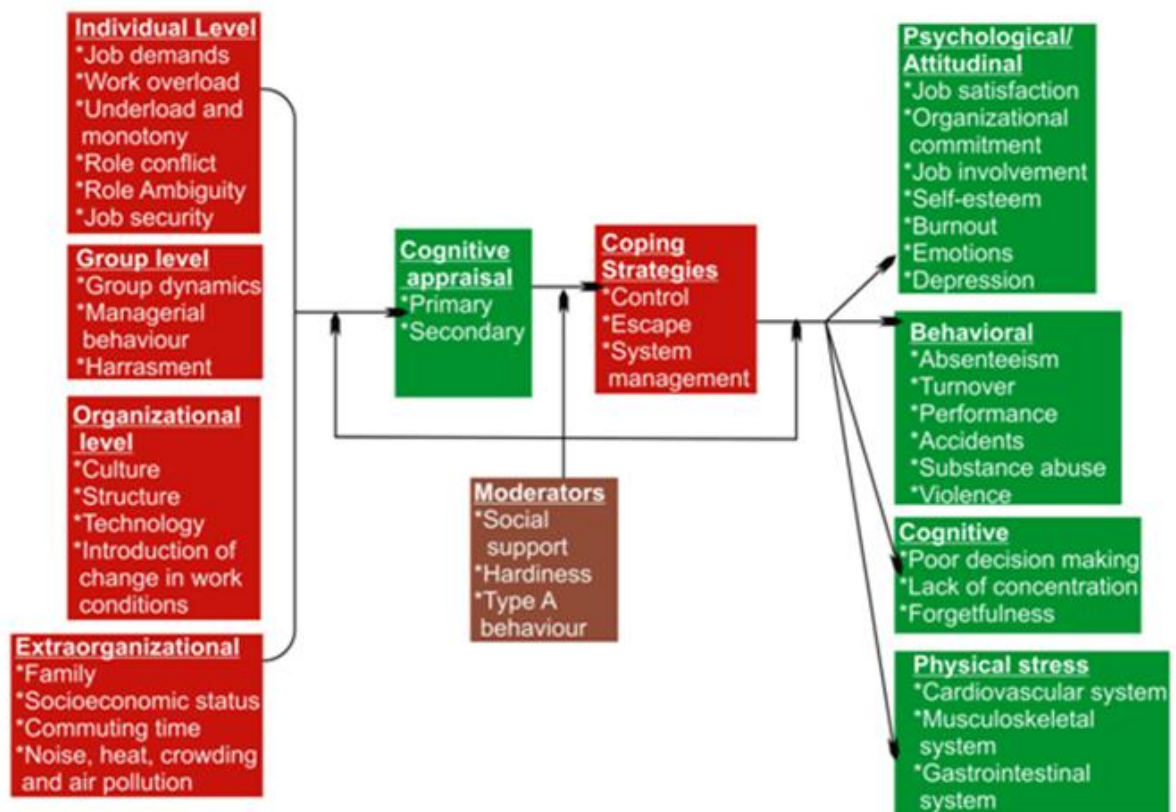 Individual Level
*Job demands
*Work overload
*Underload and
monotony
*Role conflict
*Role Ambiguity
*Job security
Group level
*Group dynamics
*Managerial
behaviour
*Harrasment
Organizational
level
*Culture
*Structure
*Technology
*Introduction of
change in work
conditions
Extraorganizational
*Family
*Socioeconomic status
*Commuting time
*Noise, heat, crowding
and air pollution
Cognitive
appraisal
*Primary
*Secondary
Coping
Strategies
*Control
*Escape
*System
management
Moderators
*Social
support
*Hardiness
*Type A
behaviour
Psychological/
Attitudinal
*Job satisfaction
*Organizational
commitment
*Job involvement
*Self-esteem
*Burnout
*Emotions
*Depression
Behavioral
*Absenteeism
*Turnover
*Performance
*Accidents
*Substance abuse
*Violence
Cognitive
*Poor decision making
*Lack of concentration
*Forgetfulness
Physical stress
*Cardiovascular system
*Musculoskeletal
system
*Gastrointestinal
system